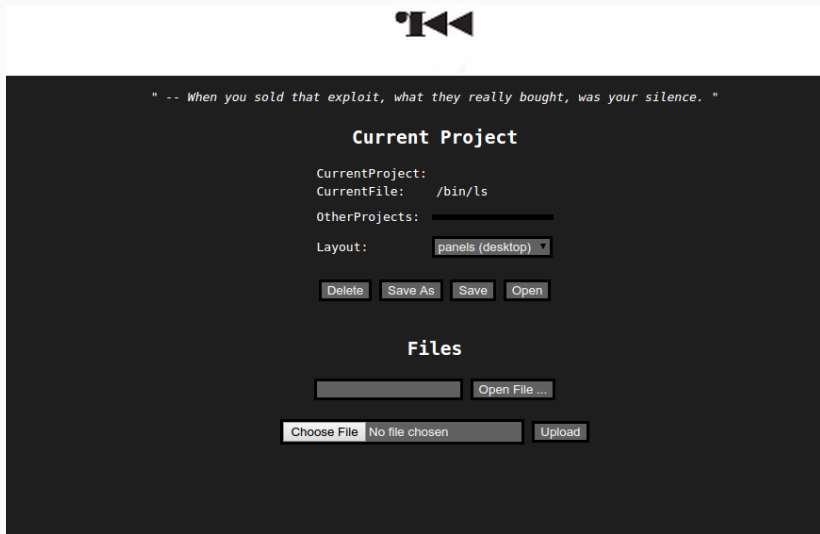 " -- When you sold that exploit, what they really bought, was your silence. "
Current Project
CurrentProject:
CurrentFile: /bin/ls
OtherProjects:
Layout: panels (desktop)
Delete Save As Save Open
Files
Open File ...
Choose File No file chosen Upload